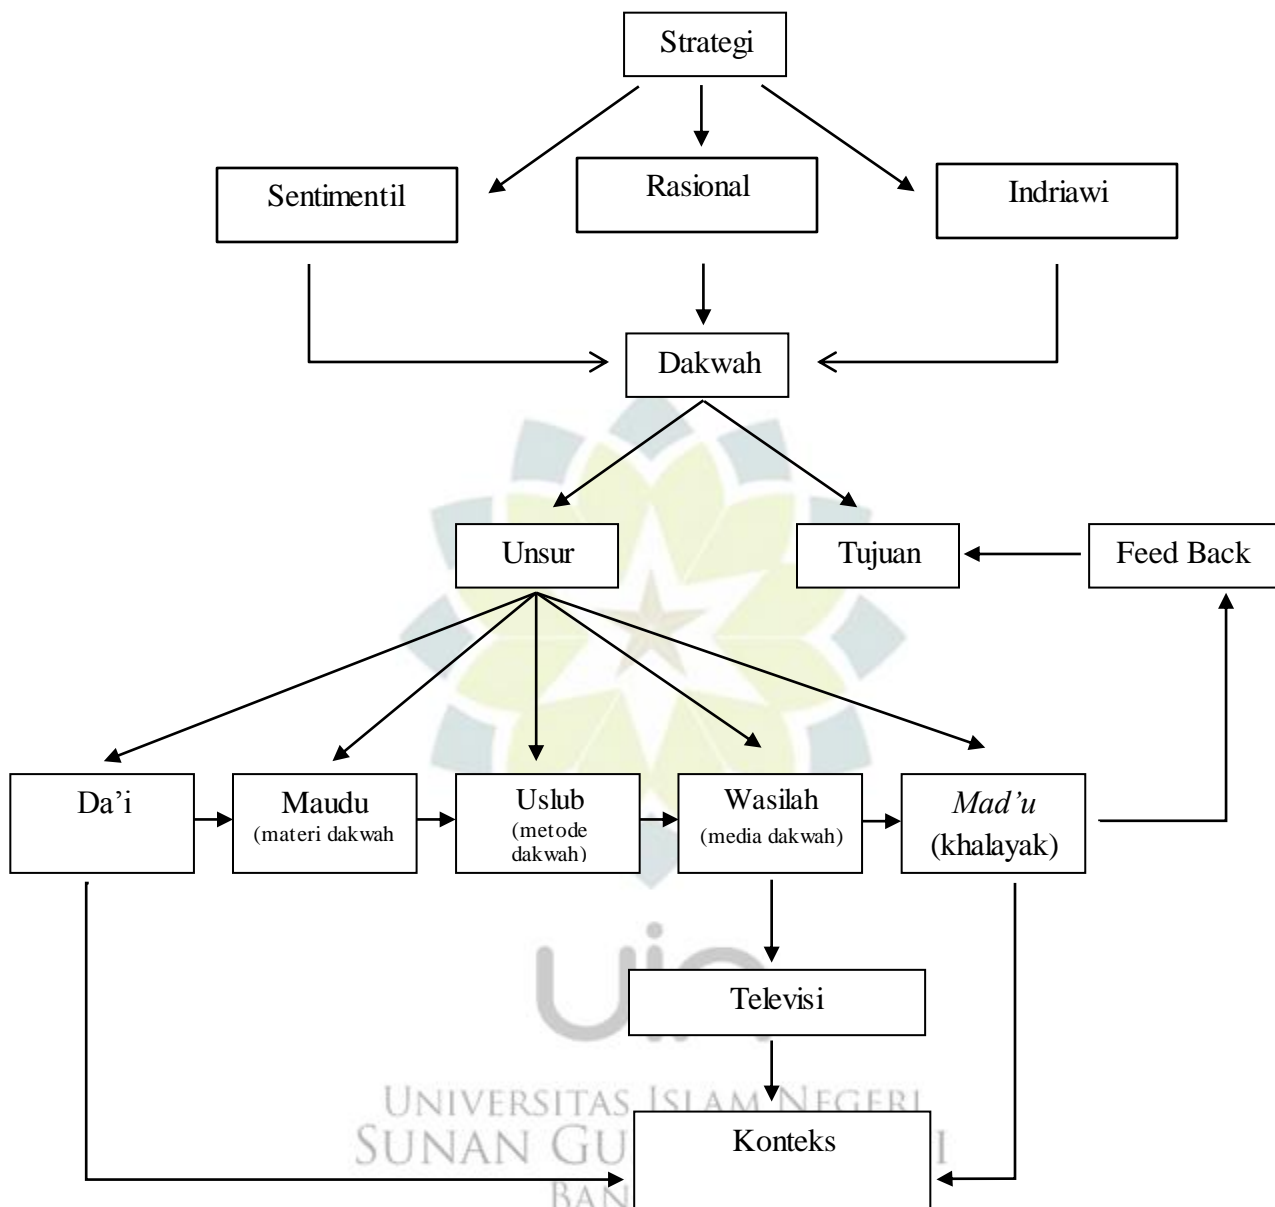 Strategi
Sentimentil
Rasional
Indriawi
Dakwah
Unsur
Tujuan
Feed Back
Da’i
Maudu
(materi dakwah
Uslub
(metode
dakwah)
Wasilah
(media dakwah)
Mad’u
(khalayak)
uin
Televisi
UNIVERSITAS ISLAM NEGERI
SUNAN GU
Konteks